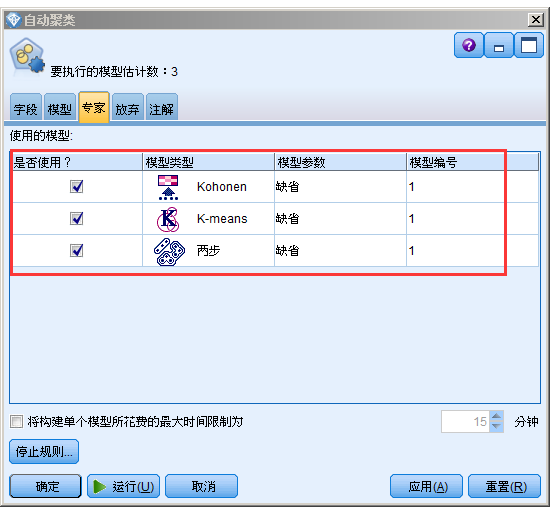 自动聚类
要执行的模型估计数：3
字段 模型 专家 放弃 注解
使用的模型:
是否使用？ 模型类型 模型参数 模型编号
Kohonen 缺省 1
K-means 缺省 1
两步 缺省 1
将构建单个模型所花费的最大时间限制为 15 分钟
停止规则...
确定 运行(U) 取消 应用(A) 重置(R)